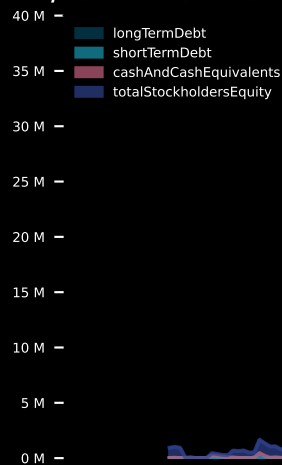 40 M
longTermDebt
shortTermDebt
35 M
cashAndCashEquivalents
totalStockholdersEquity
30 M
25 M
20 M
15 M
10 M
5 M
0 M